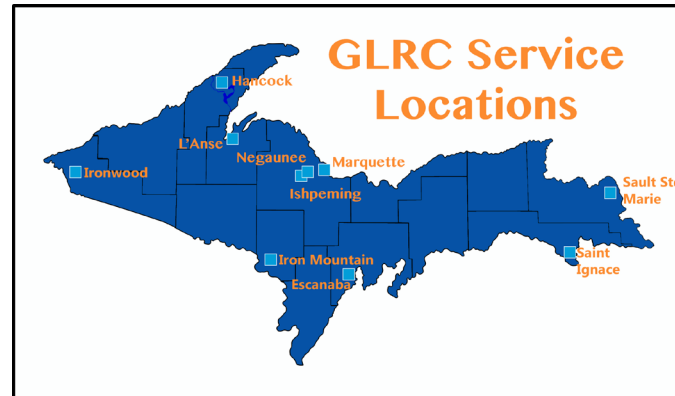 GLRC Service
Locations
Hancock
L'Anse
Negaunee
Marquette
Ironwood
Ishpeming
Sault Ste
Marie
Iron Mountain
Saint
Ignace
Escanaba